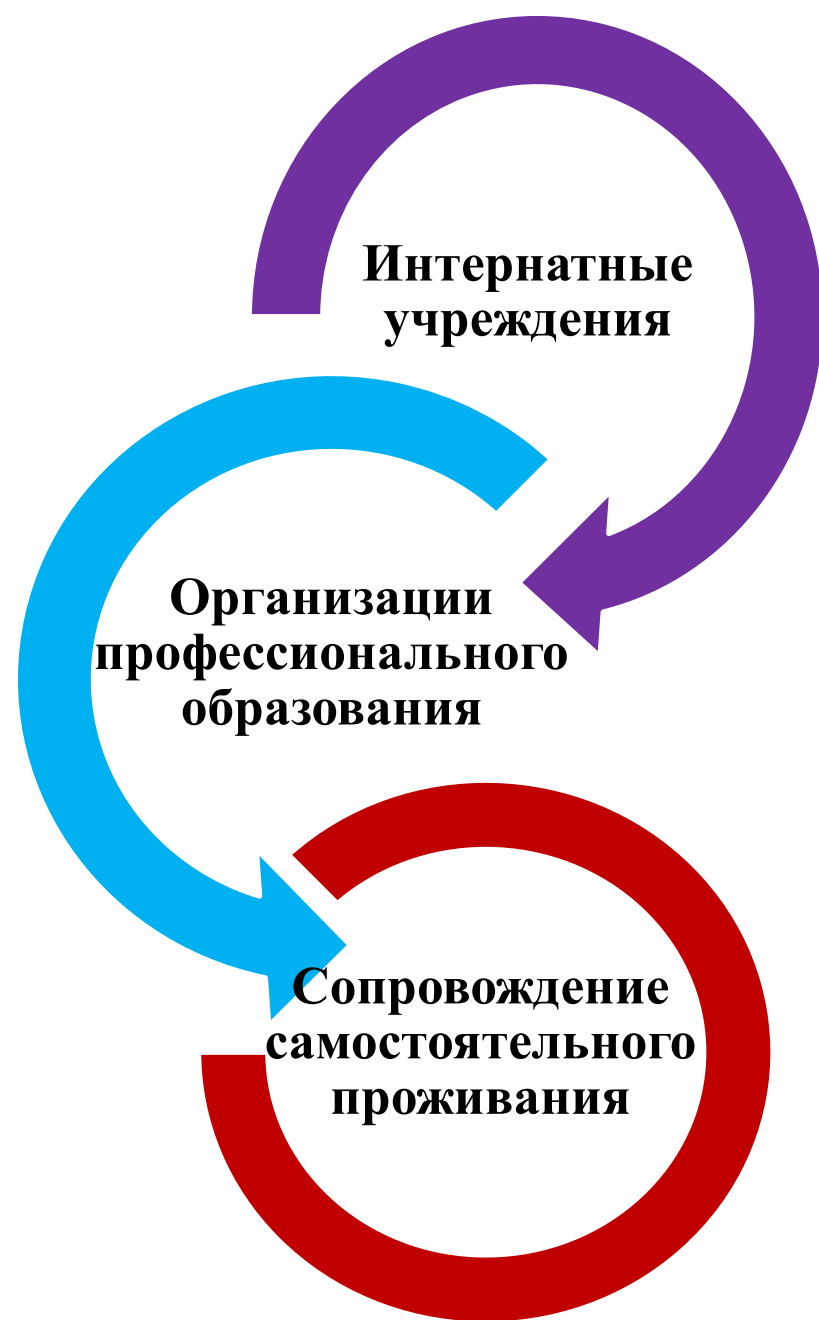 Интернатные
учреждения
Организации
профессионального
образования
Сопровождение
самостоятельного
проживания